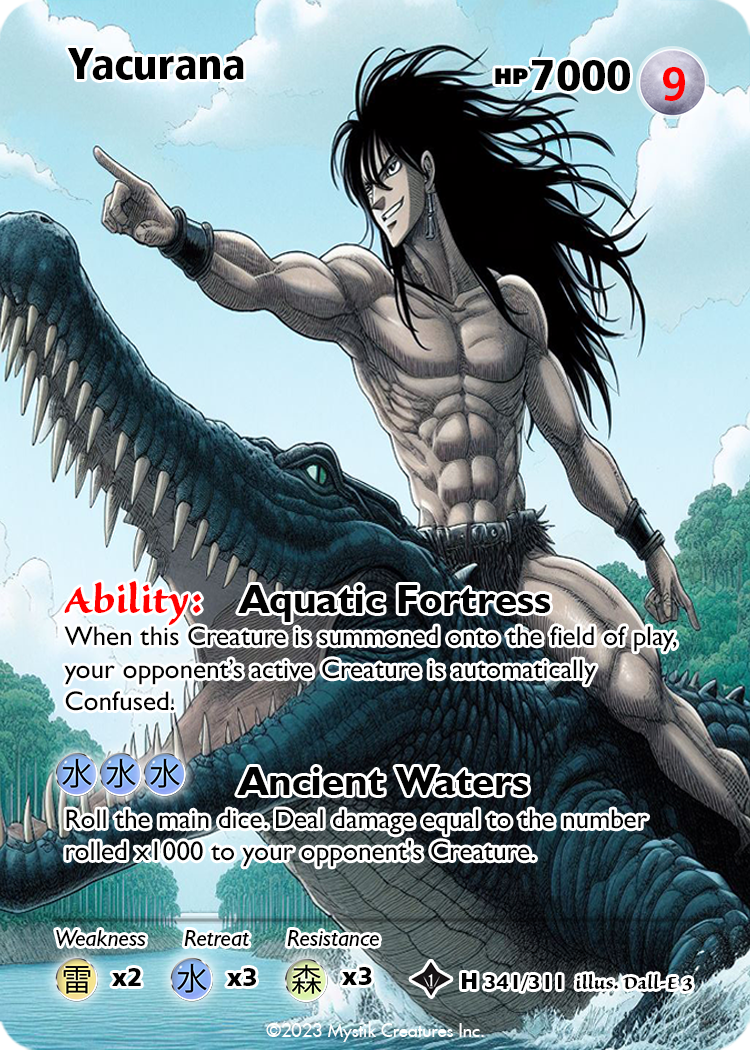 Yacurana HP7000 9
Ability: Aquatic Fortress
When this Creature is summoned onto the field of play,
your opponent's active Creature is automatically
Confused.
水 水 水 Ancient Waters
Roll the main dice. Deal damage equal to the number
rolled x1000 to your opponent's Creature.
Weakness Retreat Resistance
雷 x2 水 x3 森 x3 1 H 341/311 illus. Dall-E 3
©2023 Mystik Creatures Inc.